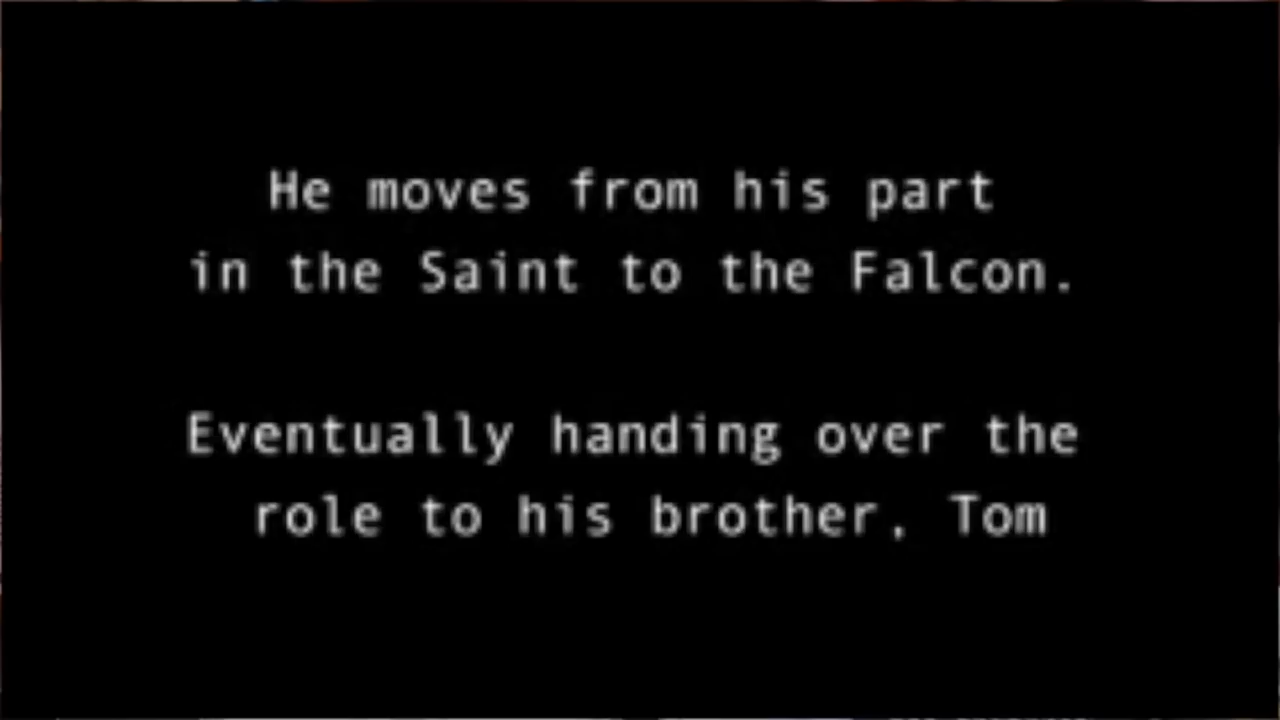 He moves from his part
in the Saint to the Falcon.
Eventually handing over the
role to his brother, Tom